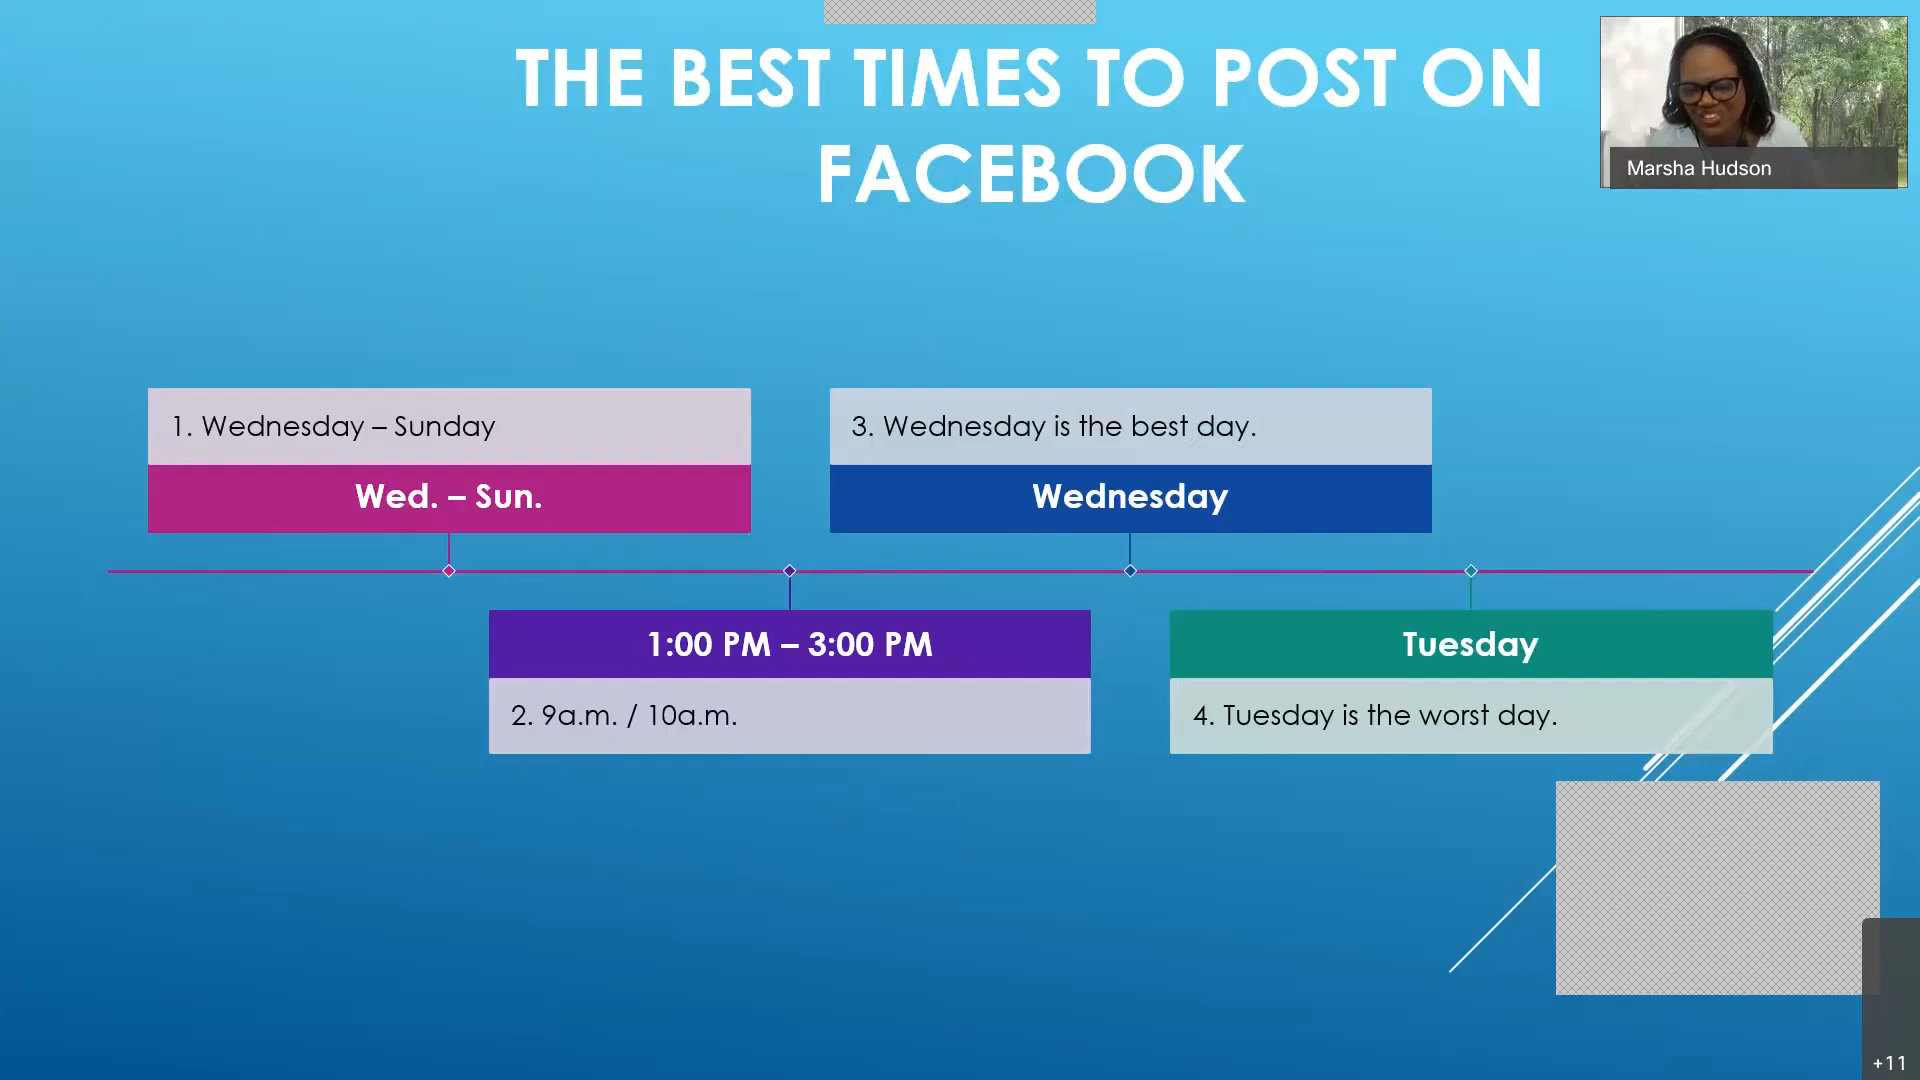 THE BEST TIMES TO POST ON
FACEBOOK
Marsha Hudson
1. Wednesday – Sunday
Wed. – Sun.
3. Wednesday is the best day.
Wednesday
1:00 PM – 3:00 PM
2. 9a.m. / 10a.m.
Tuesday
4. Tuesday is the worst day.
+11